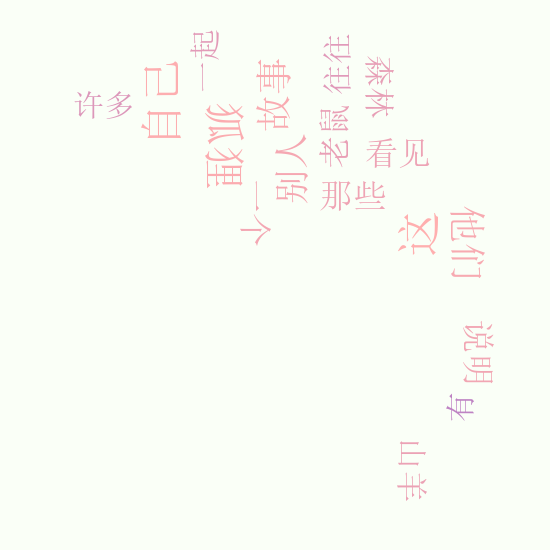 一起
往往
自己
故事
森林
许多
狐狸
老鼠
别人
看见
一个
那些
这
他们
说明
有
山羊